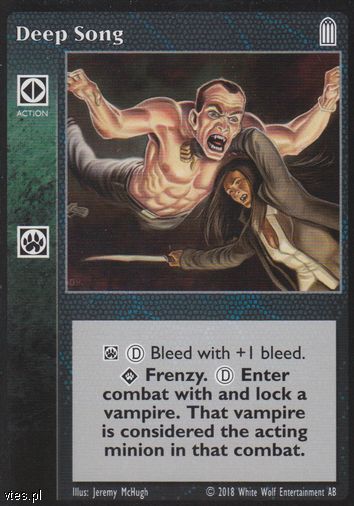 Deep Song
ACTION
D Bleed with +1 bleed.
Frenzy. D Enter
combat with and lock a
vampire. That vampire
is considered the acting
minion in that combat.
Illus: Jeremy McHugh © 2018 White Wolf Entertainment AB
vtes.pl